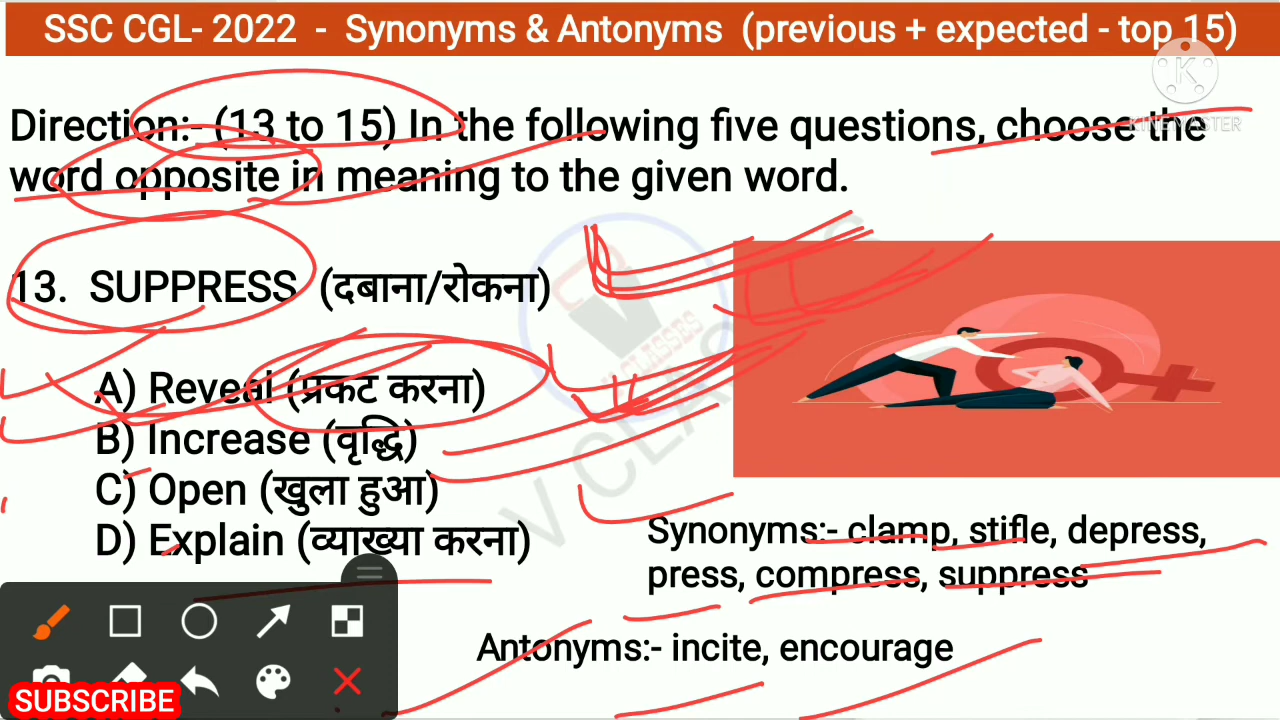 SSC CGL- 2022 - Synonyms & Antonyms (previous + expected - top 15)
KINEMASTER
Direction:- (13 to 15) In the following five questions, choose the
word opposite in meaning to the given word.
13. SUPPRESS (दबाना/रोकना)
A) Reveal (प्रकट करना)
B) Increase (वृद्धि)
C) Open (खुला हुआ)
D) Explain (व्याख्या करना)
V CLASSES
Synonyms:- clamp, stifle, depress,
press, compress, suppress
Antonyms:- incite, encourage
SUBSCRIBE